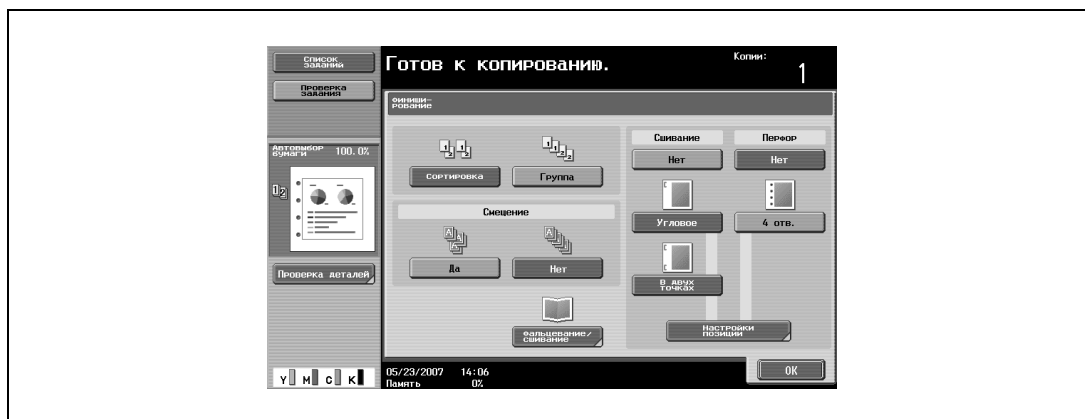 Список
заданий
Готов к копированию.
Копии:
1
Проверка
задания
Финиши-
рование
Автовыбор
бумаги 100.0%
Сортировка
Группа
Смещение
Да
Нет
Фальцевание/
сшивание
Сшивание
Нет
Угловое
В двух
точках
Перфор
Нет
4 отв.
Настройки
позиции
Проверка деталей
Y M C K
05/23/2007 14:06
Память 0%
OK